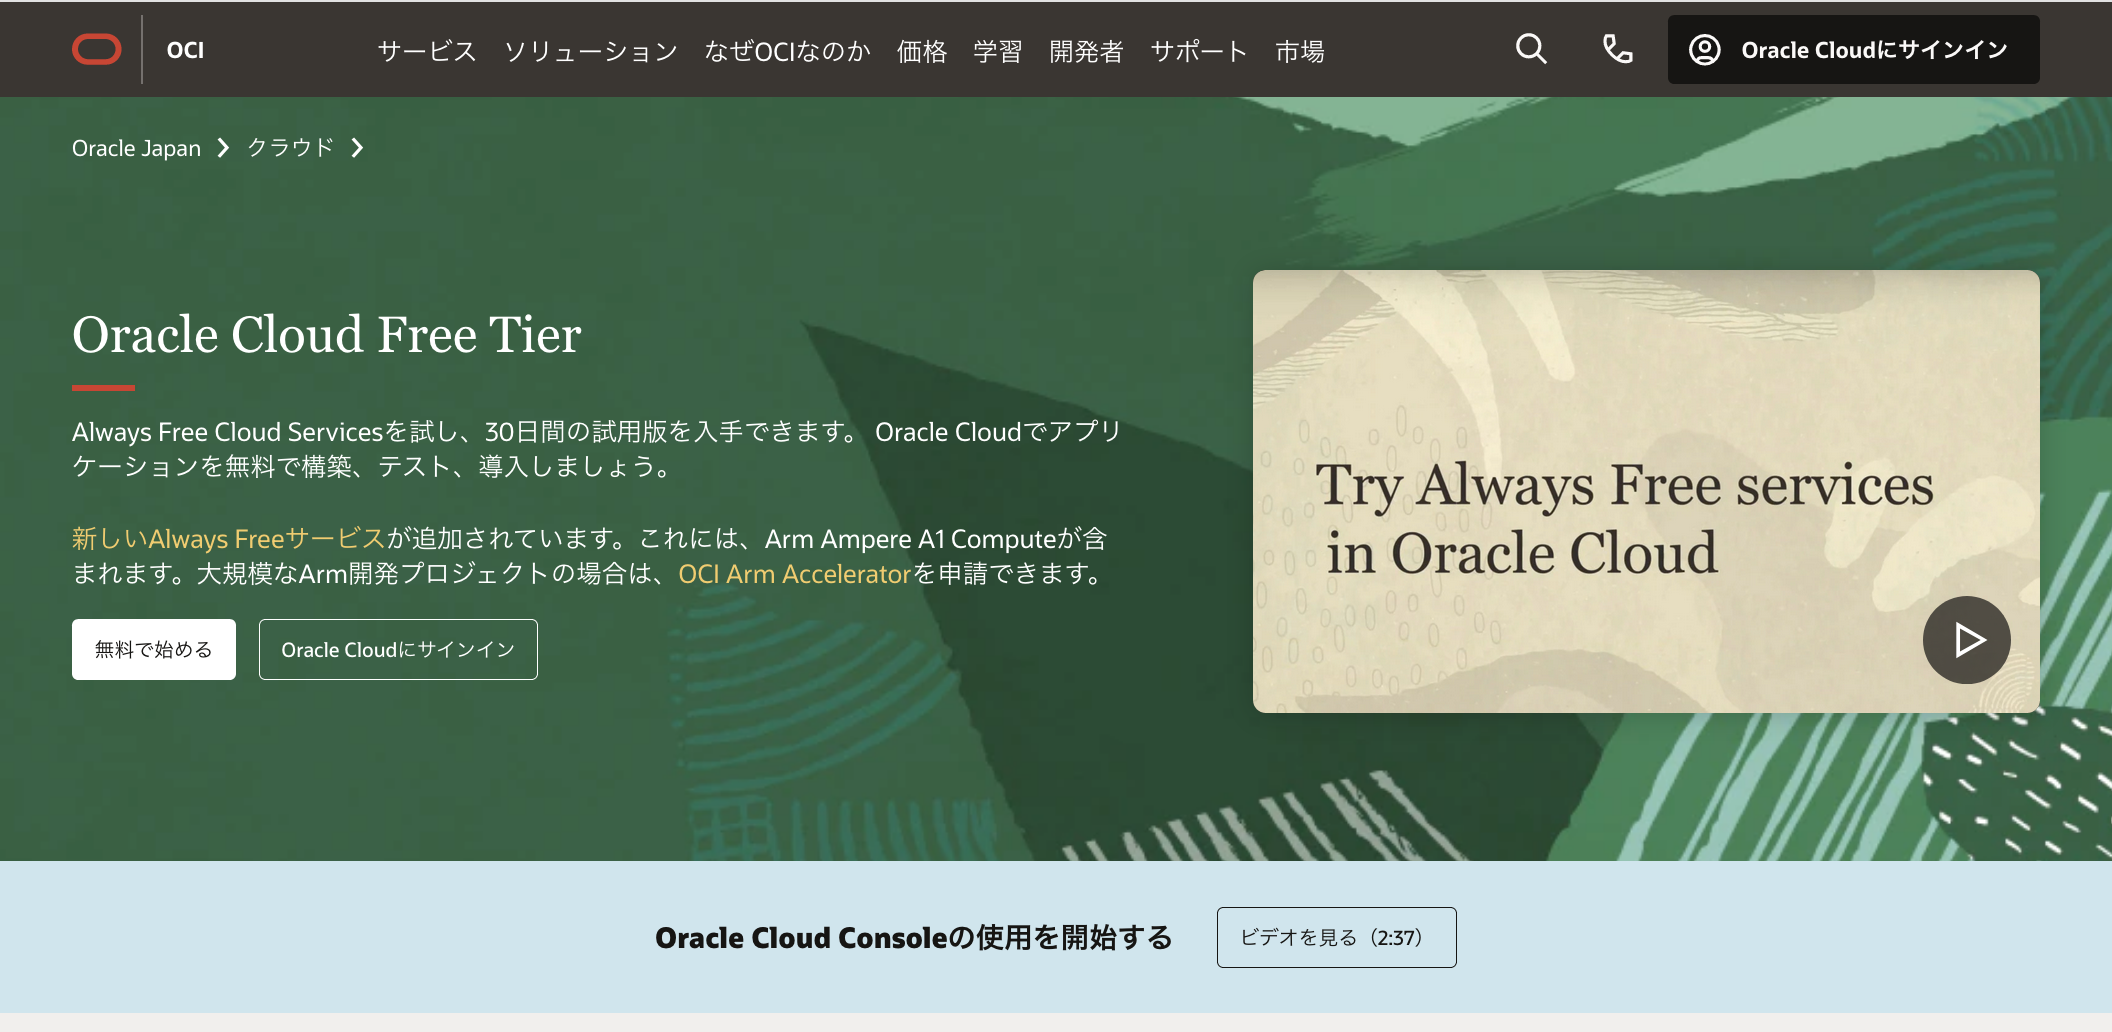 OCI
サービス ソリューション なぜOCIなのか 価格 学習 開発者 サポート 市場
Oracle Cloudにサインイン
Oracle Japan クラウド
Oracle Cloud Free Tier
Always Free Cloud Servicesを試し、30日間の試用版を入手できます。 Oracle Cloudでアプリ
ケーションを無料で構築、テスト、導入しましょう。
新しいAlways Freeサービスが追加されています。これには、Arm Ampere A1 Computeが含
まれます。大規模なArm開発プロジェクトの場合は、OCI Arm Acceleratorを申請できます。
無料で始める
Oracle Cloudにサインイン
Try Always Free services
in Oracle Cloud
Oracle Cloud Consoleの使用を開始する
ビデオを見る（2:37）